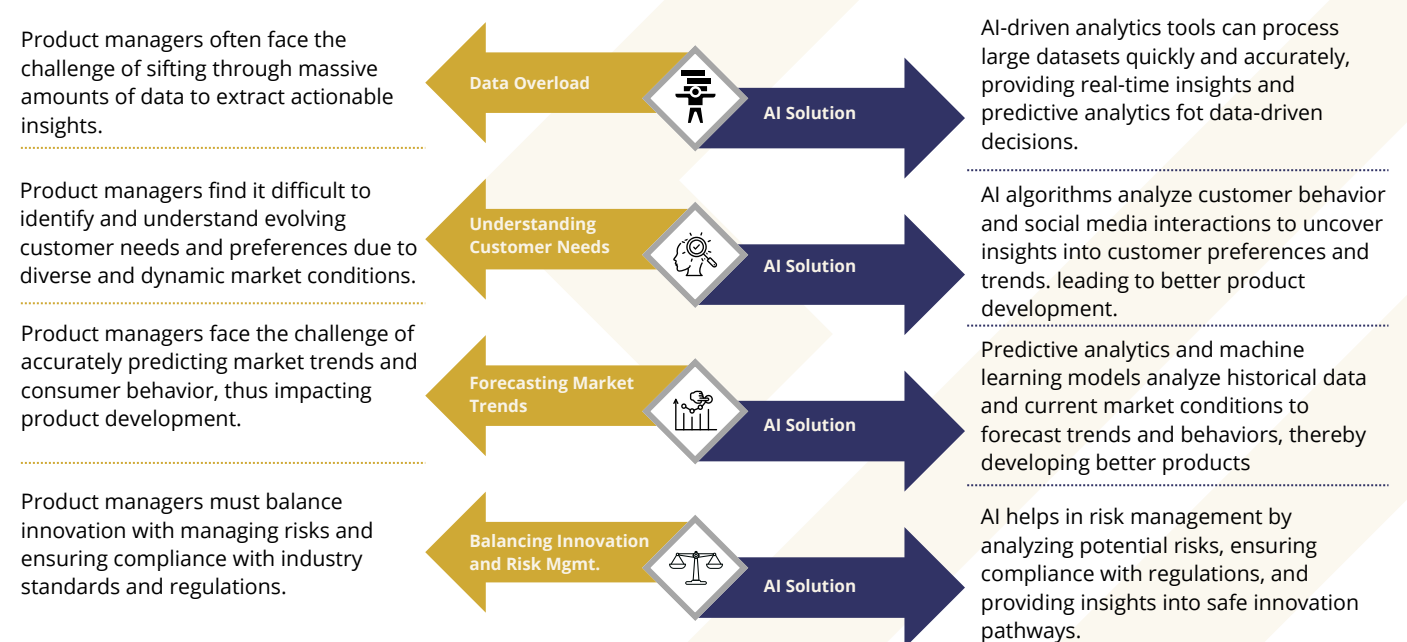 Product managers often face the
challenge of sifting through massive
amounts of data to extract actionable
insights.
Data Overload
AI Solution
AI-driven analytics tools can process
large datasets quickly and accurately,
providing real-time insights and
predictive analytics fot data-driven
decisions.
Product managers find it difficult to
identify and understand evolving
customer needs and preferences due to
diverse and dynamic market conditions.
Understanding
Customer Needs
AI Solution
AI algorithms analyze customer behavior
and social media interactions to uncover
insights into customer preferences and
trends. leading to better product
development.
Product managers face the challenge of
accurately predicting market trends and
consumer behavior, thus impacting
product development.
Forecasting Market
Trends
AI Solution
Predictive analytics and machine
learning models analyze historical data
and current market conditions to
forecast trends and behaviors, thereby
developing better products
Product managers must balance
innovation with managing risks and
ensuring compliance with industry
standards and regulations.
Balancing Innovation
and Risk Mgmt.
AI Solution
AI helps in risk management by
analyzing potential risks, ensuring
compliance with regulations, and
providing insights into safe innovation
pathways.